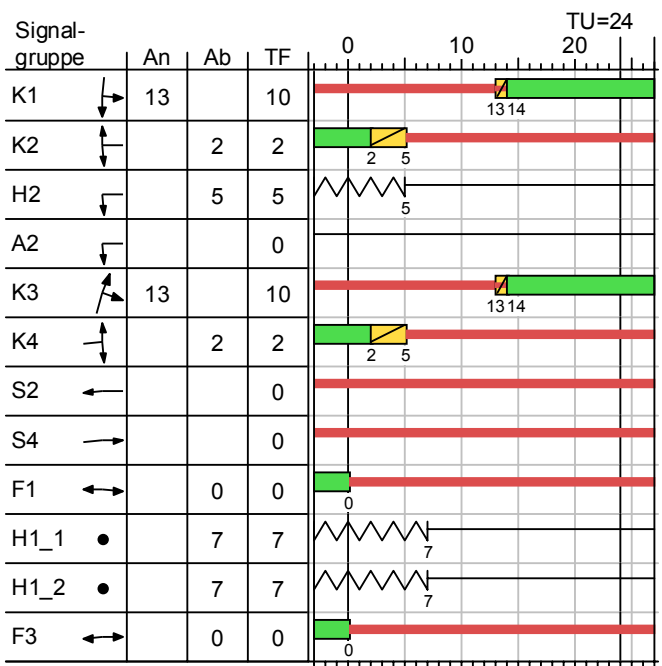 Signal-
gruppe An Ab TF 0 10 20 TU=24
K1 13 10 13 14
K2 2 2 2 5
H2 5 5 5
A2 0
K3 13 10 13 14
K4 2 2 2 5
S2 0
S4 0
F1 0 0 0
H1_1 7 7 7
H1_2 7 7 7
F3 0 0 0